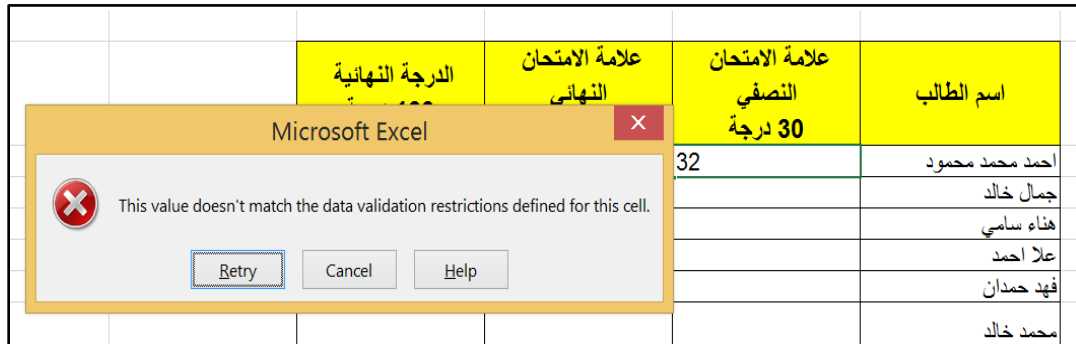 اسم الطالب
علامة الامتحان
النصفي
30 درجة
علامة الامتحان
النهائي
الدرجة النهائية
Microsoft Excel
This value doesn't match the data validation restrictions defined for this cell.
Retry
Cancel
Help
احمد محمد محمود
32
جمال خالد
هناء سامي
علا احمد
فهد حمدان
محمد خالد